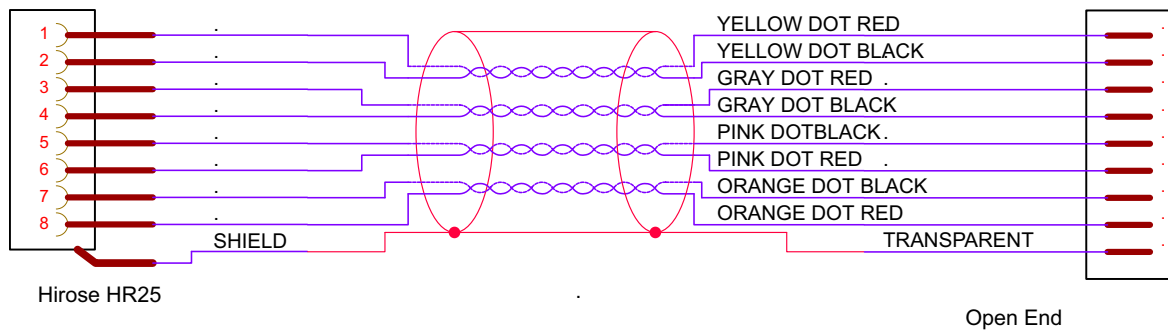 1 YELLOW DOT RED
2 YELLOW DOT BLACK
3 GRAY DOT RED .
4 GRAY DOT BLACK
5 PINK DOTBLACK .
6 PINK DOT RED .
7 ORANGE DOT BLACK
8 ORANGE DOT RED
SHIELD TRANSPARENT
Hirose HR25
Open End